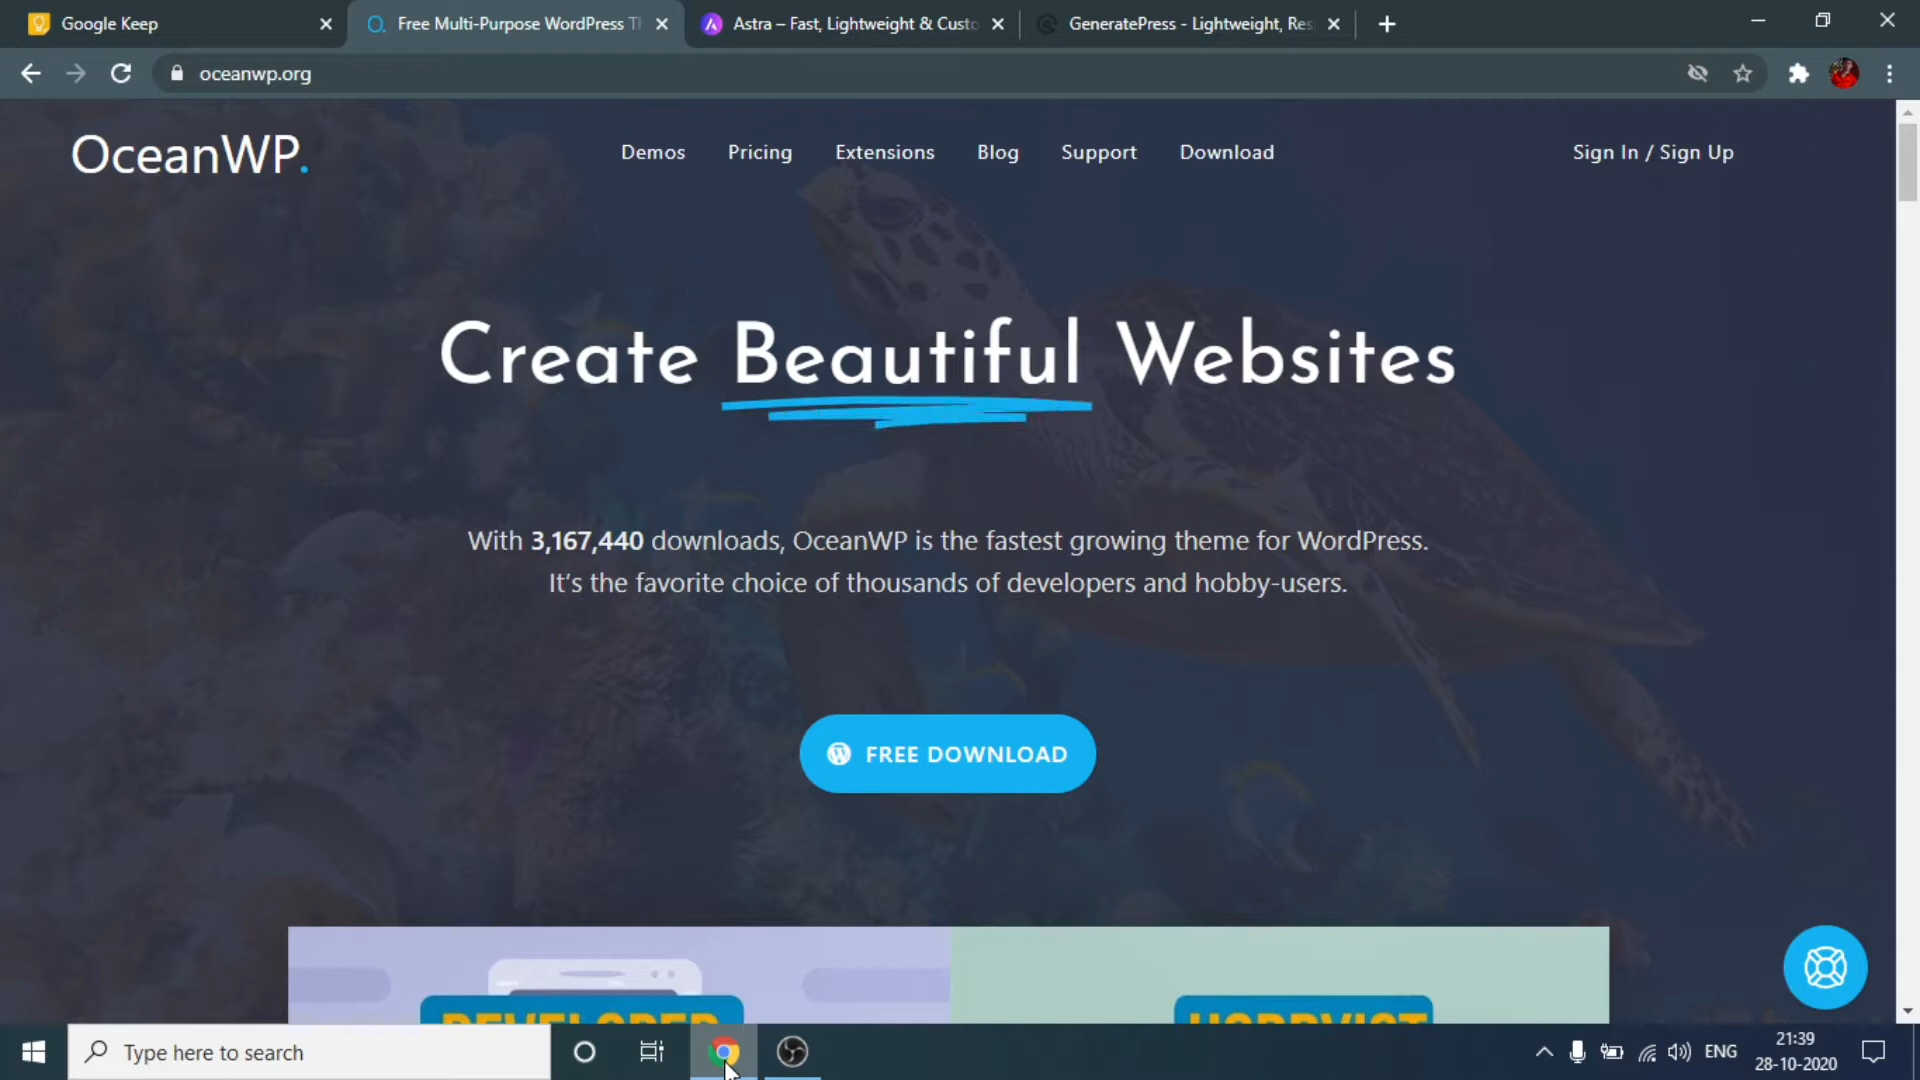 Google Keep
Free Multi-Purpose WordPress Th
Astra – Fast, Lightweight & Custo
GeneratePress - Lightweight, Res
oceanwp.org
OceanWP.
Demos
Pricing
Extensions
Blog
Support
Download
Sign In / Sign Up
Create Beautiful Websites
With 3,167,440 downloads, OceanWP is the fastest growing theme for WordPress.
It's the favorite choice of thousands of developers and hobby-users.
FREE DOWNLOAD
DEVELOPER
HOBBYIST
Type here to search
ENG
21:39
28-10-2020